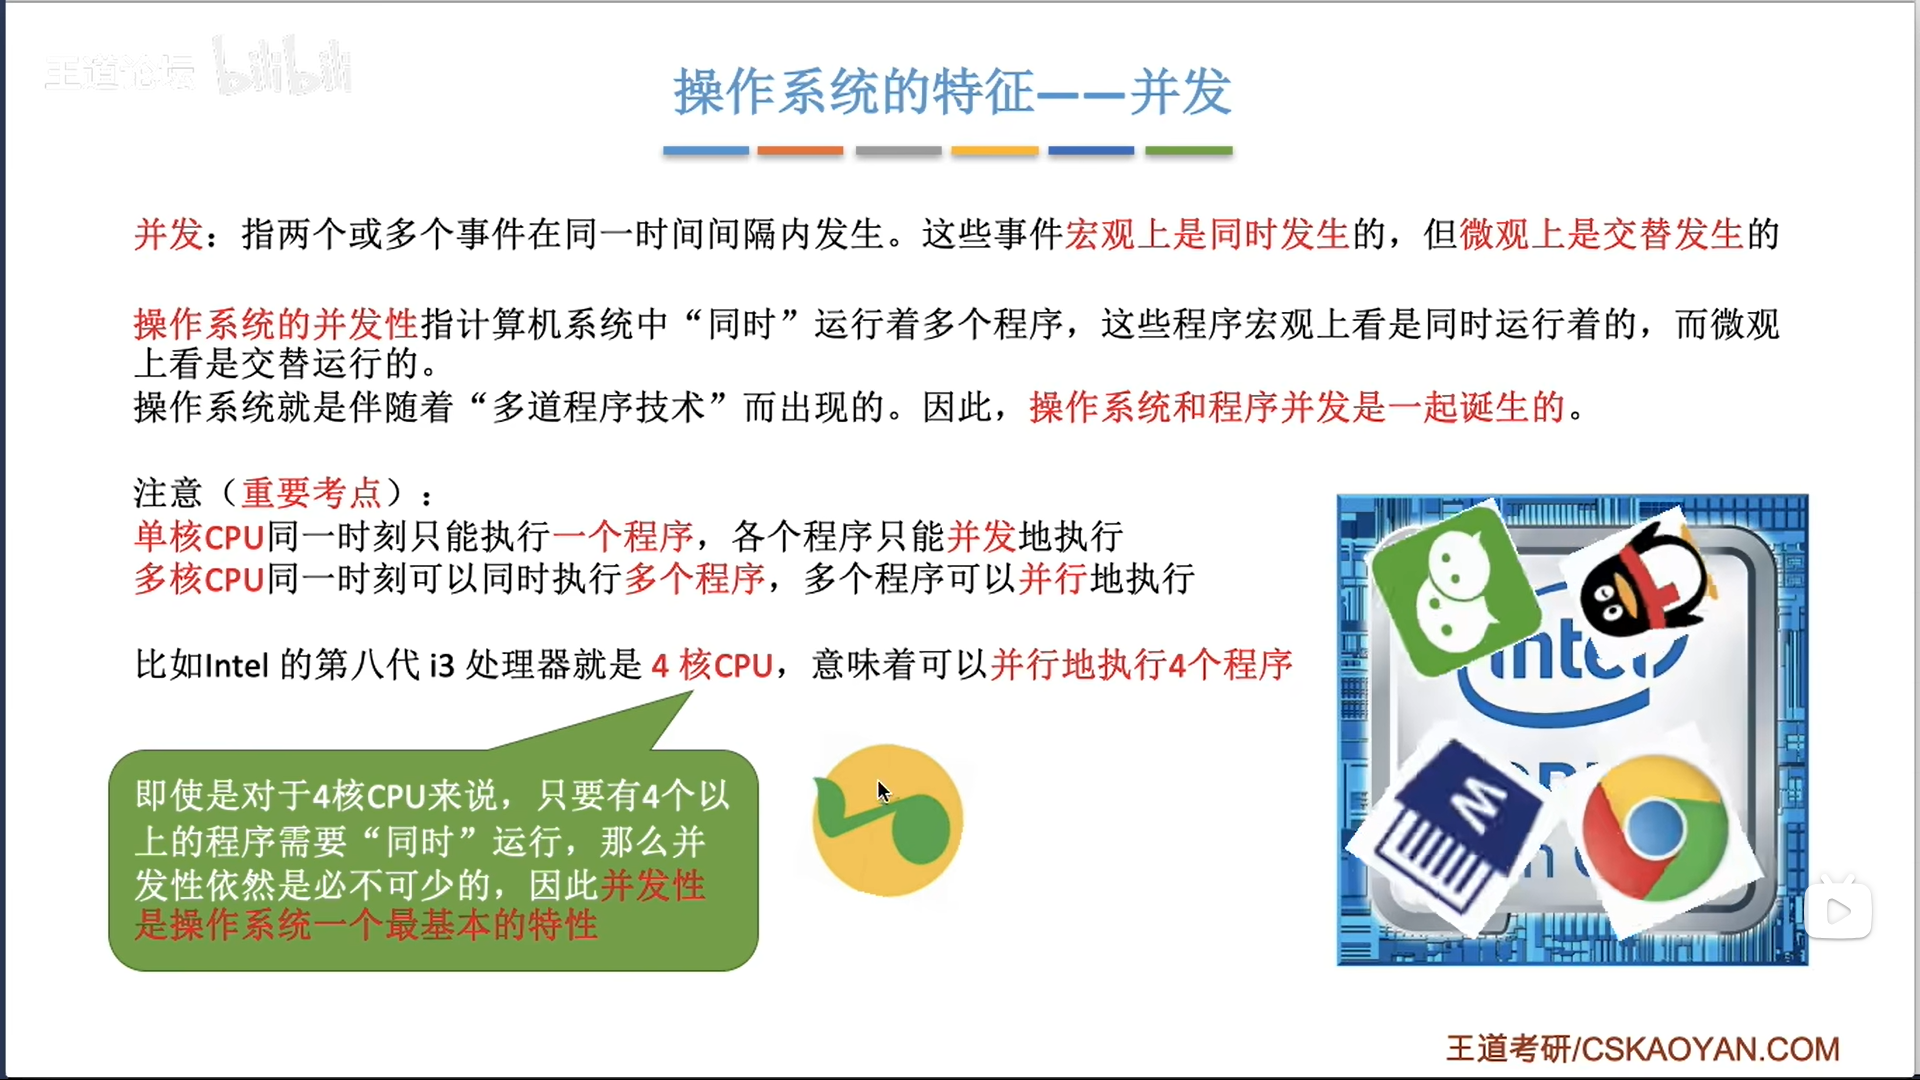 王道论坛 bilibili
操作系统的特征——并发
并发：指两个或多个事件在同一时间间隔内发生。这些事件宏观上是同时发生的，但微观上是交替发生的
操作系统的并发性指计算机系统中“同时”运行着多个程序，这些程序宏观上看是同时运行着的，而微观
上看是交替运行的。
操作系统就是伴随着“多道程序技术”而出现的。因此，操作系统和程序并发是一起诞生的。
注意（重要考点）：
单核CPU同一时刻只能执行一个程序，各个程序只能并发地执行
多核CPU同一时刻可以同时执行多个程序，多个程序可以并行地执行
比如Intel 的第八代 i3 处理器就是 4 核CPU，意味着可以并行地执行4个程序
即使是对于4核CPU来说，只要有4个以
上的程序需要“同时”运行，那么并
发性依然是必不可少的，因此并发性
是操作系统一个最基本的特性
intel
W
王道考研/CSKAOYAN.COM